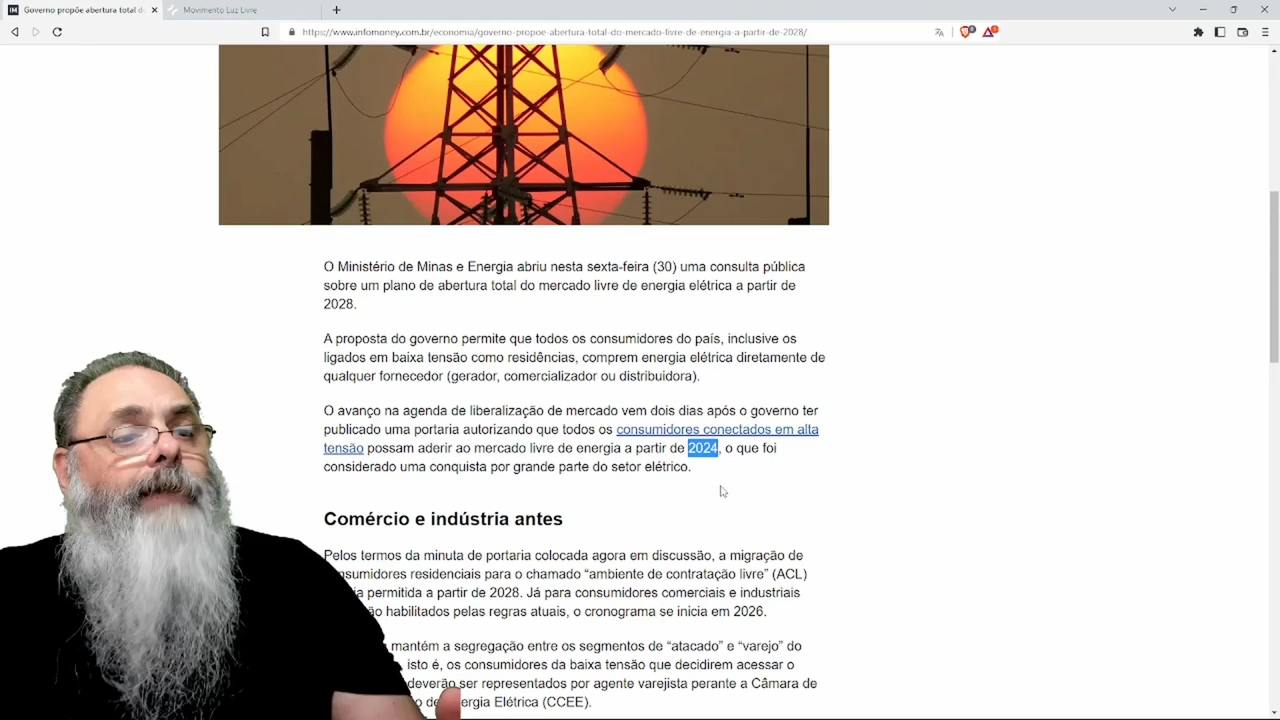 Governo propõe abertura total d
Movimento Luz Livre
https://www.infomoney.com.br/economia/governo-propoe-abertura-total-do-mercado-livre-de-energia-a-partir-de-2028/
O Ministério de Minas e Energia abriu nesta sexta-feira (30) uma consulta pública
sobre um plano de abertura total do mercado livre de energia elétrica a partir de
2028.
A proposta do governo permite que todos os consumidores do país, inclusive os
ligados em baixa tensão como residências, comprem energia elétrica diretamente de
qualquer fornecedor (gerador, comercializador ou distribuidora).
O avanço na agenda de liberalização de mercado vem dois dias após o governo ter
publicado uma portaria autorizando que todos os consumidores conectados em alta
tensão possam aderir ao mercado livre de energia a partir de 2024, o que foi
considerado uma conquista por grande parte do setor elétrico.
Comércio e indústria antes
Pelos termos da minuta de portaria colocada agora em discussão, a migração de
nsumidores residenciais para o chamado “ambiente de contratação livre” (ACL)
ia permitida a partir de 2028. Já para consumidores comerciais e industriais
ão habilitados pelas regras atuais, o cronograma se inicia em 2026.
mantém a segregação entre os segmentos de “atacado” e “varejo” do
isto é, os consumidores da baixa tensão que decidirem acessar o
deverão ser representados por agente varejista perante a Câmara de
o de ergia Elétrica (CCEE).